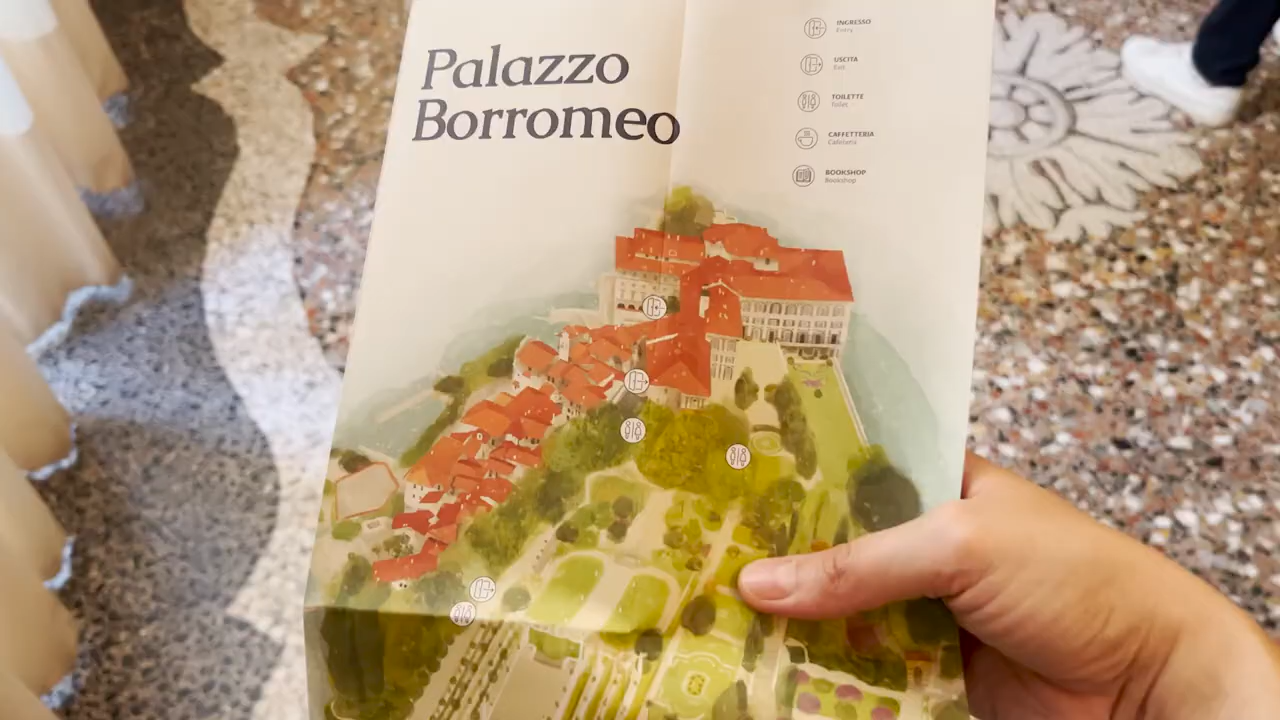 Palazzo
Borromeo
INGRESSO
Entry
USCITA
Exit
TOILETTE
Toilet
CAFFETTERIA
Cafeteria
BOOKSHOP
Bookshop